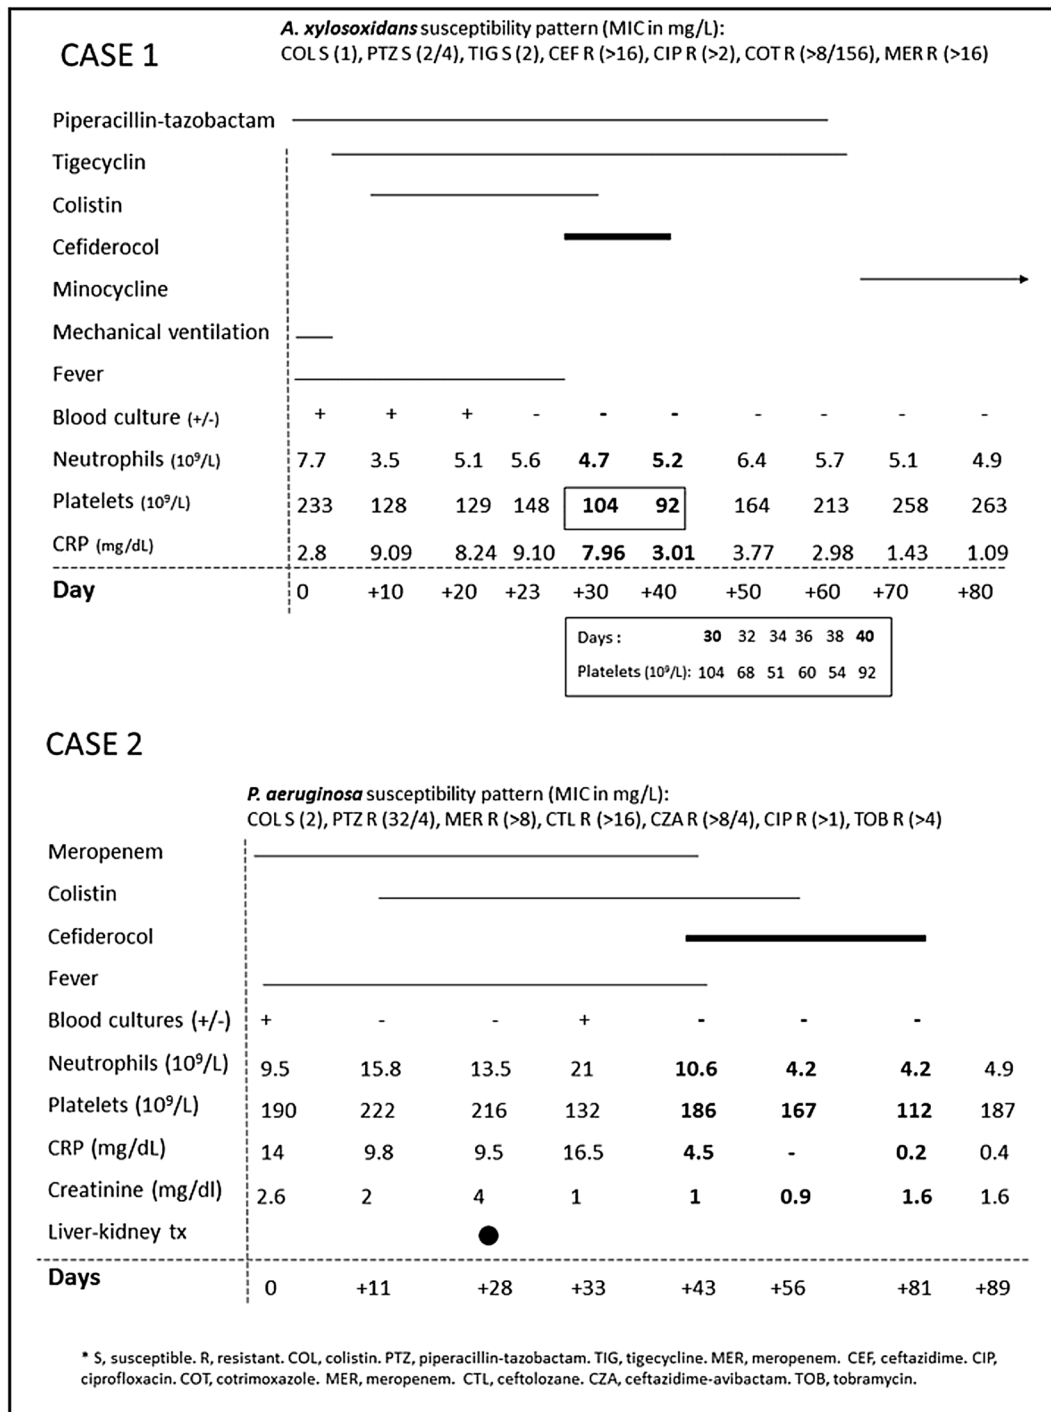 CASE 1
A. xylosoxidans susceptibility pattern (MIC in mg/L):
COL S (1), PTZ S (2/4), TIG S (2), CEF R (>16), CIP R (>2), COT R (>8/156), MER R (>16)
Piperacillin-tazobactam
Tigecyclin
Colistin
Cefiderocol
Minocycline
Mechanical ventilation
Fever
Blood culture (+/-) + + + - - - - - - -
Neutrophils (10⁹/L) 7.7 3.5 5.1 5.6 4.7 5.2 6.4 5.7 5.1 4.9
Platelets (10⁹/L) 233 128 129 148 104 92 164 213 258 263
CRP (mg/dL) 2.8 9.09 8.24 9.10 7.96 3.01 3.77 2.98 1.43 1.09
Day 0 +10 +20 +23 +30 +40 +50 +60 +70 +80
Days : 30 32 34 36 38 40
Platelets (10⁹/L): 104 68 51 60 54 92
CASE 2
P. aeruginosa susceptibility pattern (MIC in mg/L):
COL S (2), PTZ R (32/4), MER R (>8), CTL R (>16), CZA R (>8/4), CIP R (>1), TOB R (>4)
Meropenem
Colistin
Cefiderocol
Fever
Blood cultures (+/-) + - - + - - -
Neutrophils (10⁹/L) 9.5 15.8 13.5 21 10.6 4.2 4.2 4.9
Platelets (10⁹/L) 190 222 216 132 186 167 112 187
CRP (mg/dL) 14 9.8 9.5 16.5 4.5 - 0.2 0.4
Creatinine (mg/dl) 2.6 2 4 1 1 0.9 1.6 1.6
Liver-kidney tx
Days 0 +11 +28 +33 +43 +56 +81 +89
* S, susceptible. R, resistant. COL, colistin. PTZ, piperacillin-tazobactam. TIG, tigecycline. MER, meropenem. CEF, ceftazidime. CIP,
ciprofloxacin. COT, cotrimoxazole. MER, meropenem. CTL, ceftolozane. CZA, ceftazidime-avibactam. TOB, tobramycin.